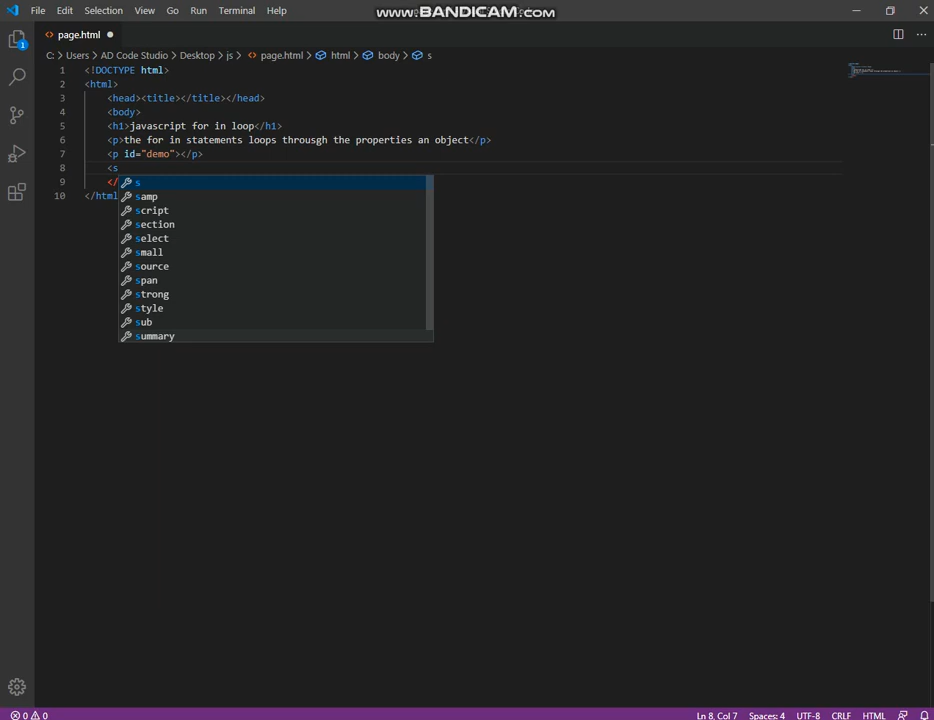 File Edit Selection View Go Run Terminal Help
www.BANDICAM.com
page.html
C: > Users > AD Code Studio > Desktop > js > page.html > html > body > s
1 <!DOCTYPE html>
2 <html>
3 <head><title></title></head>
4 <body>
5 <h1>javascript for in loop</h1>
6 <p>the for in statements loops throusgh the properties an object</p>
7 <p id="demo"></p>
8 <s
9 </
10 </html
s
samp
script
section
select
small
source
span
strong
style
sub
summary
1
0 0
Ln 8, Col 7 Spaces: 4 UTF-8 CRLF HTML